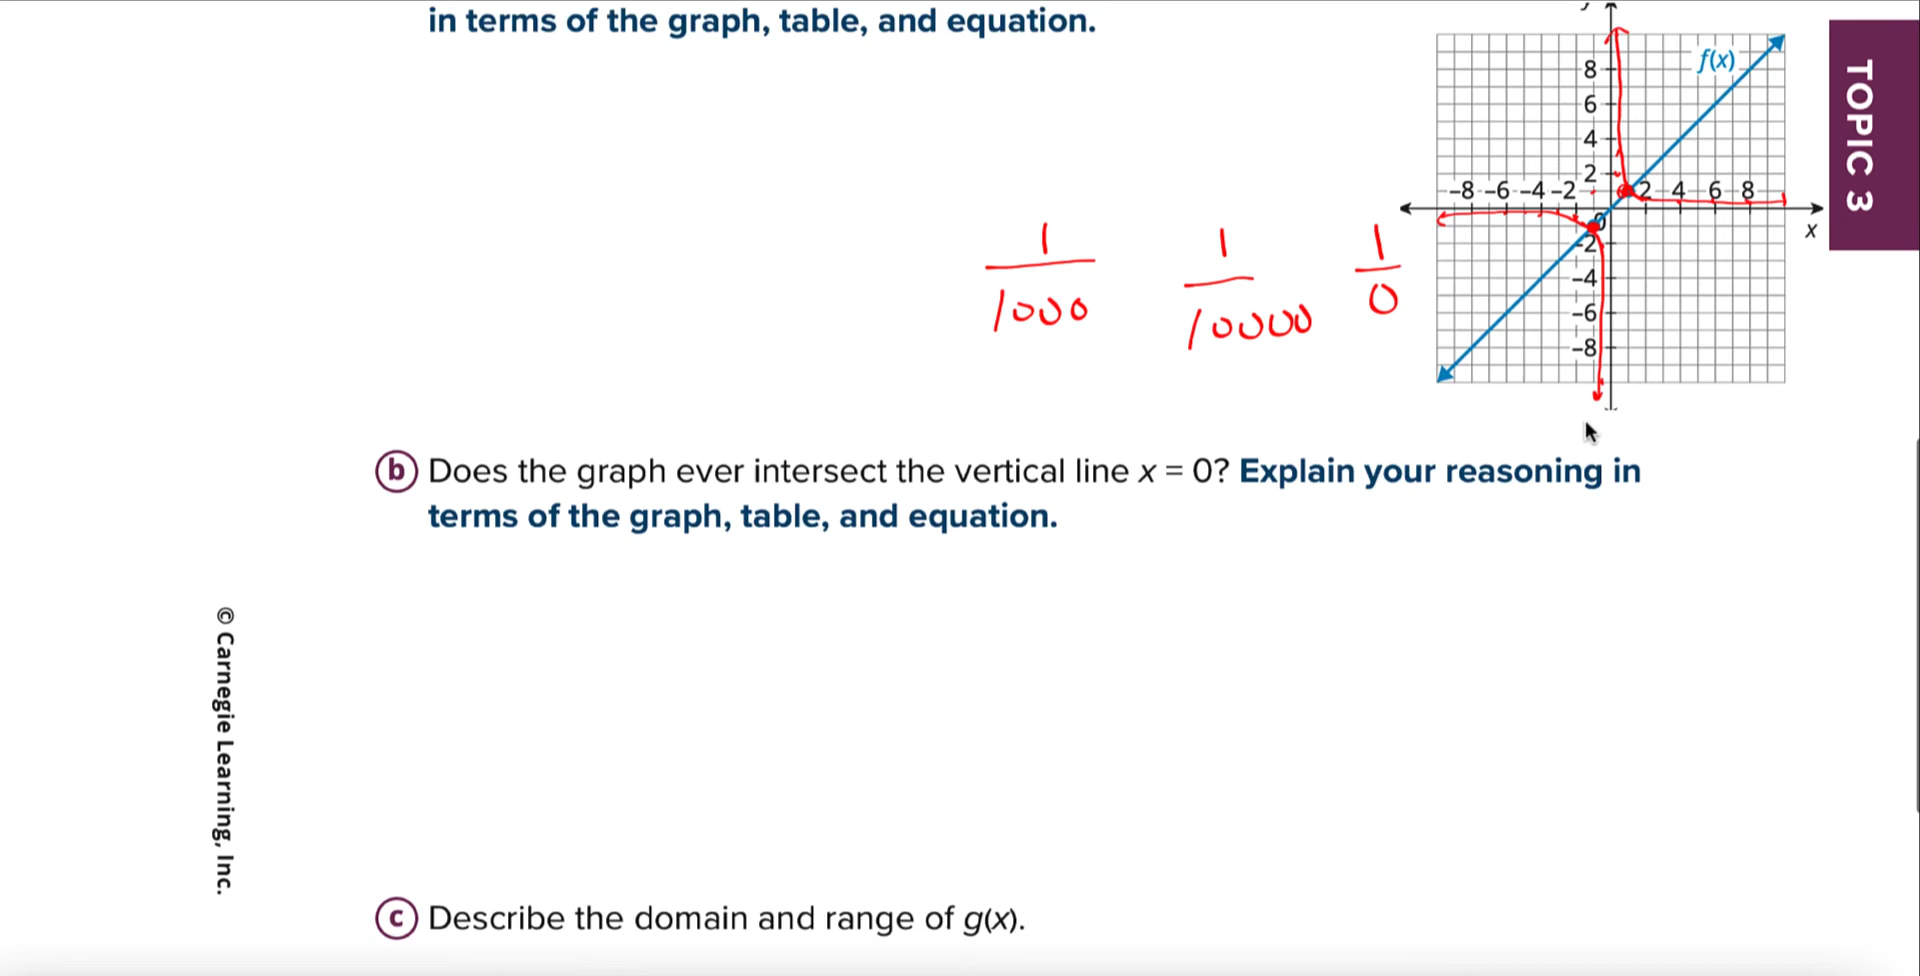 in terms of the graph, table, and equation.
y
f(x)
8
6
4
2
-8 -6 -4 -2
2 4 6 8
0
x
-2
-4
-6
-8
TOPIC 3
1
1000
1
10000
1
0
b Does the graph ever intersect the vertical line x = 0? Explain your reasoning in
terms of the graph, table, and equation.
© Carnegie Learning, Inc.
c Describe the domain and range of g(x).